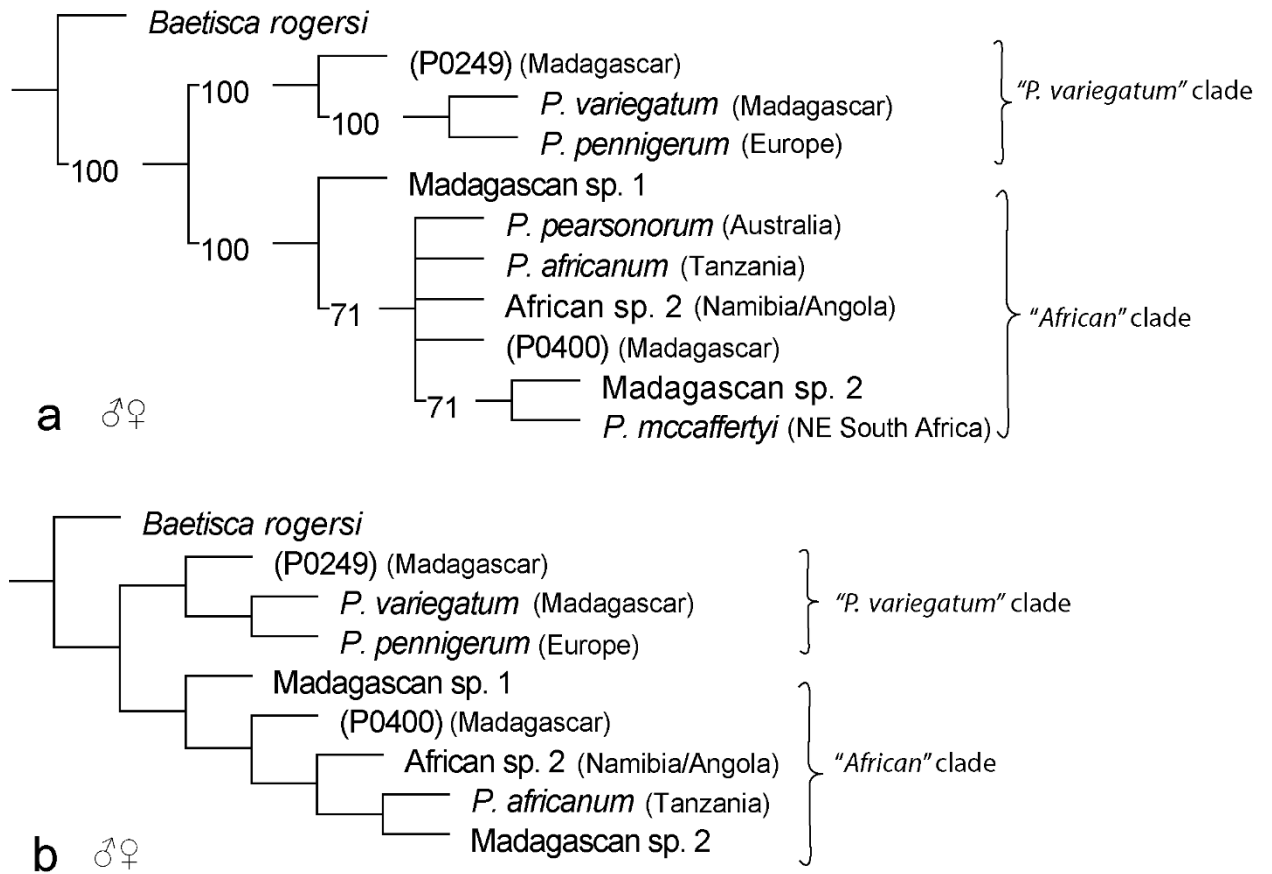 Baetisca rogersi
100
(P0249) (Madagascar)
"P. variegatum" clade
100
P. variegatum (Madagascar)
P. pennigerum (Europe)
100
Madagascan sp. 1
100
P. pearsonorum (Australia)
P. africanum (Tanzania)
71
African sp. 2 (Namibia/Angola)
"African" clade
(P0400) (Madagascar)
Madagascan sp. 2
71
a ♂♀
P. mccaffertyi (NE South Africa)
Baetisca rogersi
(P0249) (Madagascar)
P. variegatum (Madagascar)
"P. variegatum" clade
P. pennigerum (Europe)
Madagascan sp. 1
(P0400) (Madagascar)
African sp. 2 (Namibia/Angola)
"African" clade
P. africanum (Tanzania)
Madagascan sp. 2
b ♂♀